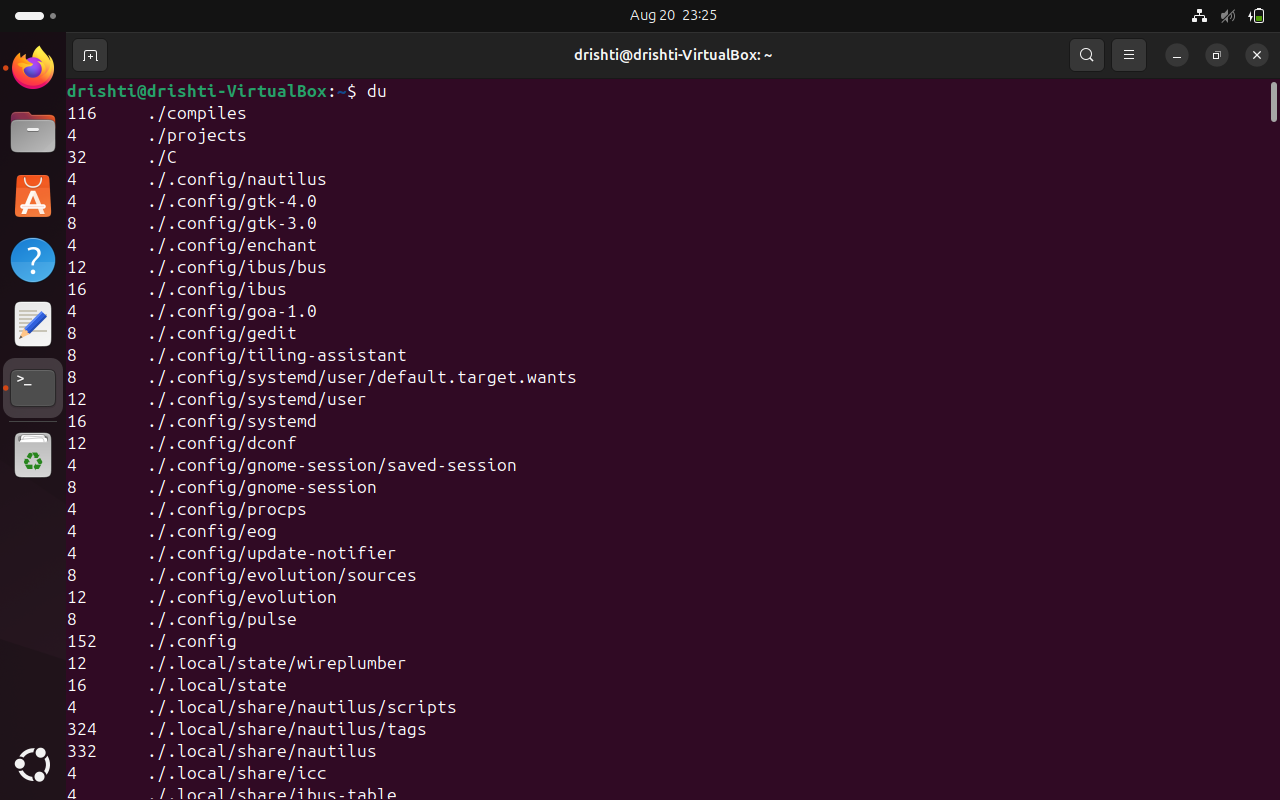 Aug 20 23:25
drishti@drishti-VirtualBox: ~
drishti@drishti-VirtualBox:~$ du
116 ./compiles
4 ./projects
32 ./C
4 ./.config/nautilus
4 ./.config/gtk-4.0
8 ./.config/gtk-3.0
4 ./.config/enchant
12 ./.config/ibus/bus
16 ./.config/ibus
4 ./.config/goa-1.0
8 ./.config/gedit
8 ./.config/tiling-assistant
8 ./.config/systemd/user/default.target.wants
12 ./.config/systemd/user
16 ./.config/systemd
12 ./.config/dconf
4 ./.config/gnome-session/saved-session
8 ./.config/gnome-session
4 ./.config/procps
4 ./.config/eog
4 ./.config/update-notifier
8 ./.config/evolution/sources
12 ./.config/evolution
8 ./.config/pulse
152 ./.config
12 ./.local/state/wireplumber
16 ./.local/state
4 ./.local/share/nautilus/scripts
324 ./.local/share/nautilus/tags
332 ./.local/share/nautilus
4 ./.local/share/icc
4 ./.local/share/ibus-table